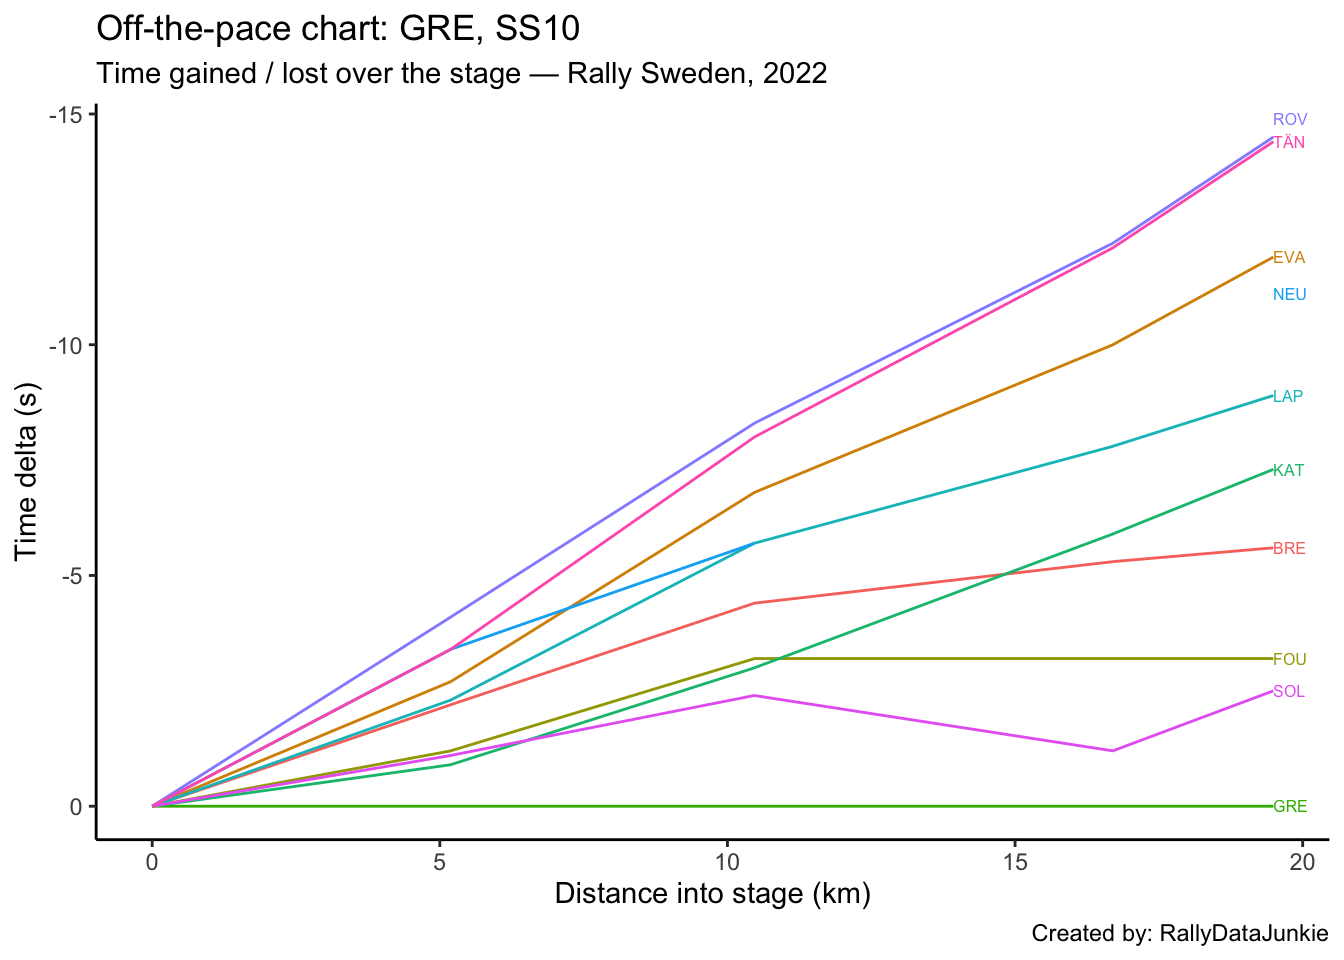 Off-the-pace chart: GRE, SS10
Time gained / lost over the stage — Rally Sweden, 2022
-15
-10
-5
0
Time delta (s)
ROV
TÄN
EVA
NEU
LAP
KAT
BRE
FOU
SOL
GRE
0 5 10 15 20
Distance into stage (km)
Created by: RallyDataJunkie